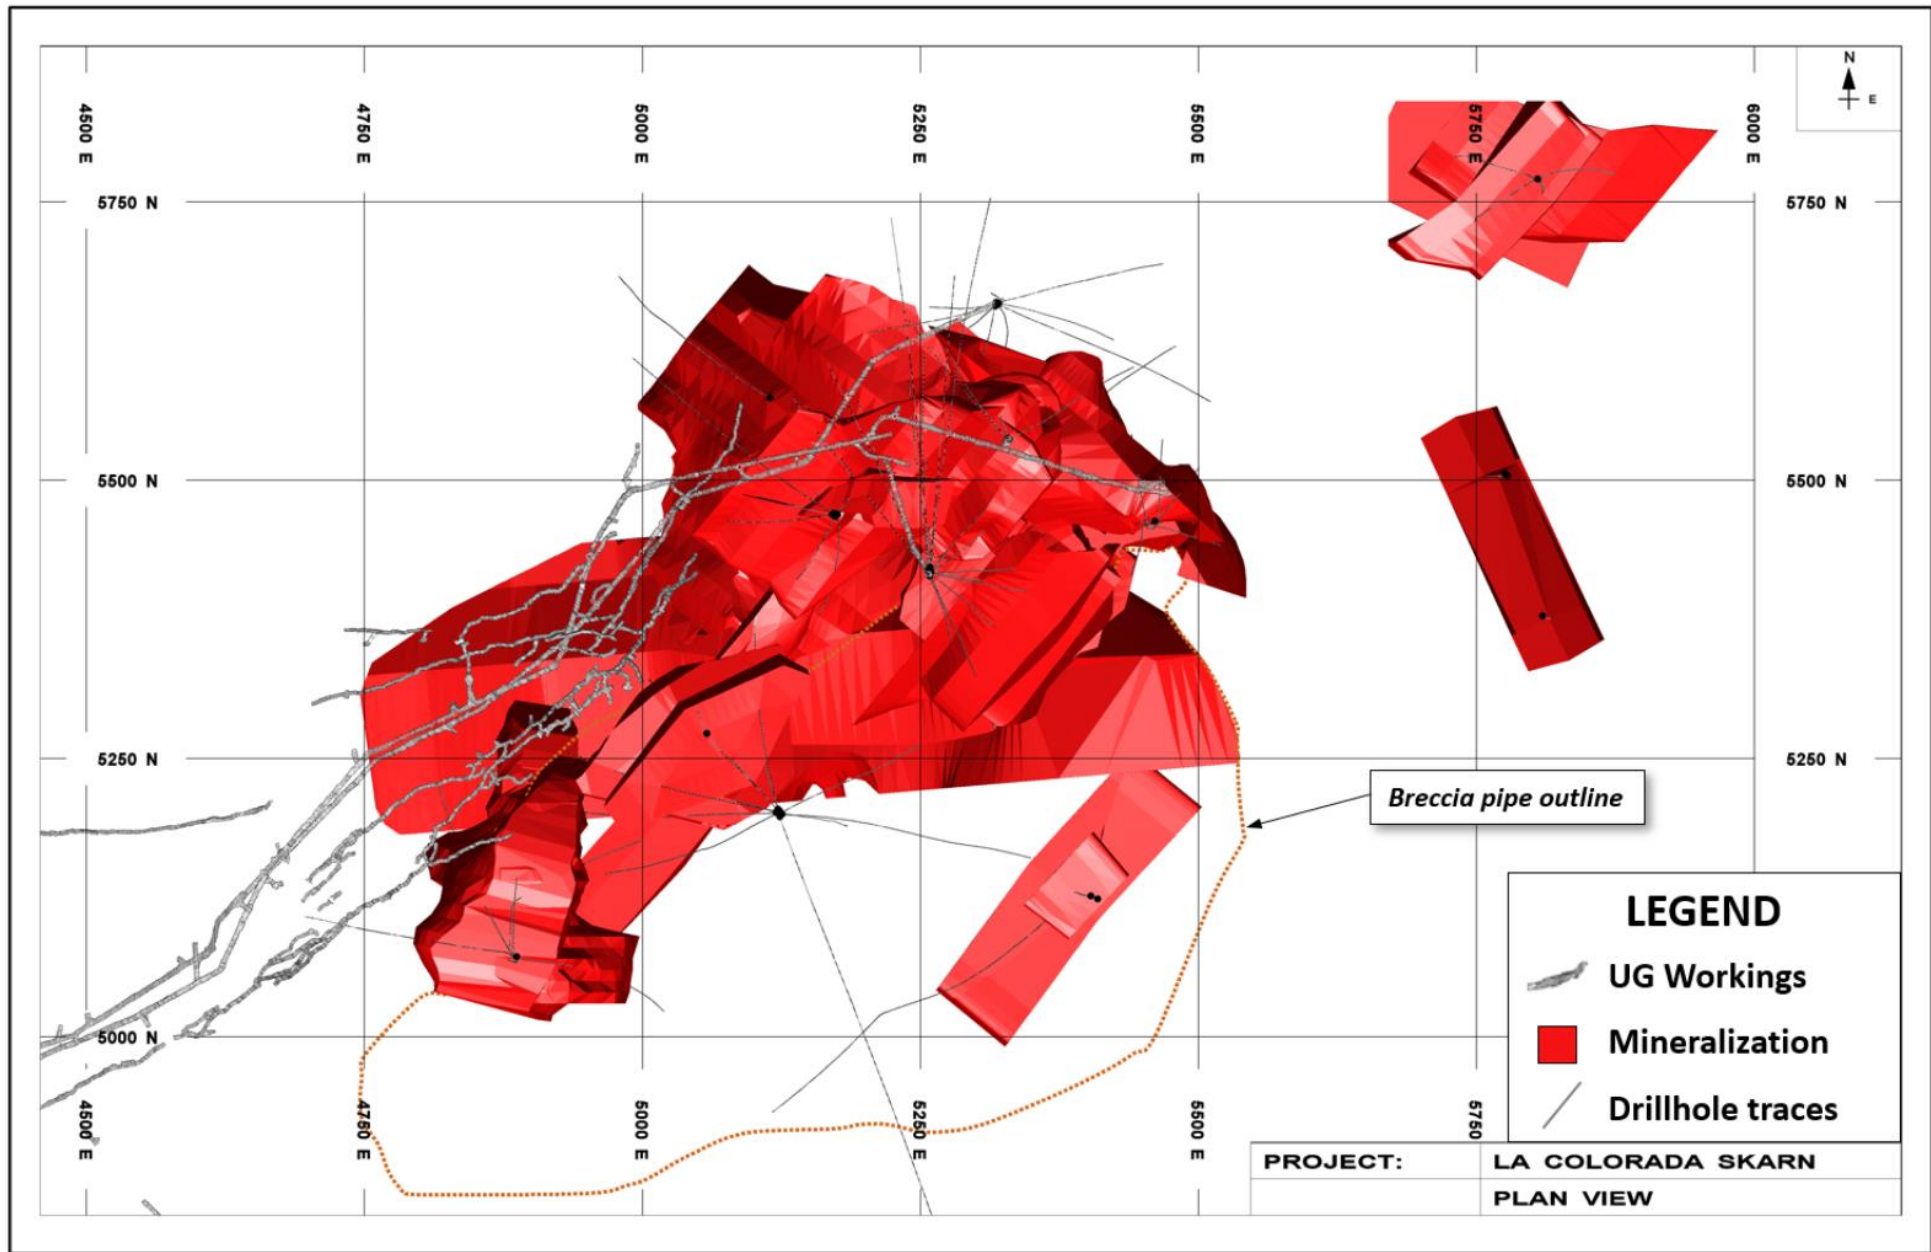 N
E
4500 E
4750 E
5000 E
5250 E
5500 E
5750 E
6000 E
5750 N
5750 N
5500 N
5500 N
5250 N
5250 N
Breccia pipe outline
LEGEND
UG Workings
Mineralization
Drillhole traces
5000 N
4500 E
4750 E
5000 E
5250 E
5500 E
5750
PROJECT: LA COLORADA SKARN
PLAN VIEW